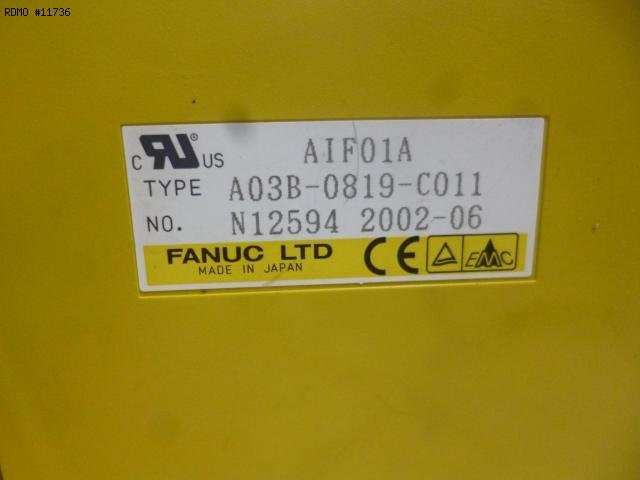 RDMO #11736
c RU US AIF01A
TYPE A03B-0819-C011
NO. N12594 2002-06
FANUC LTD
MADE IN JAPAN
CE
EMC